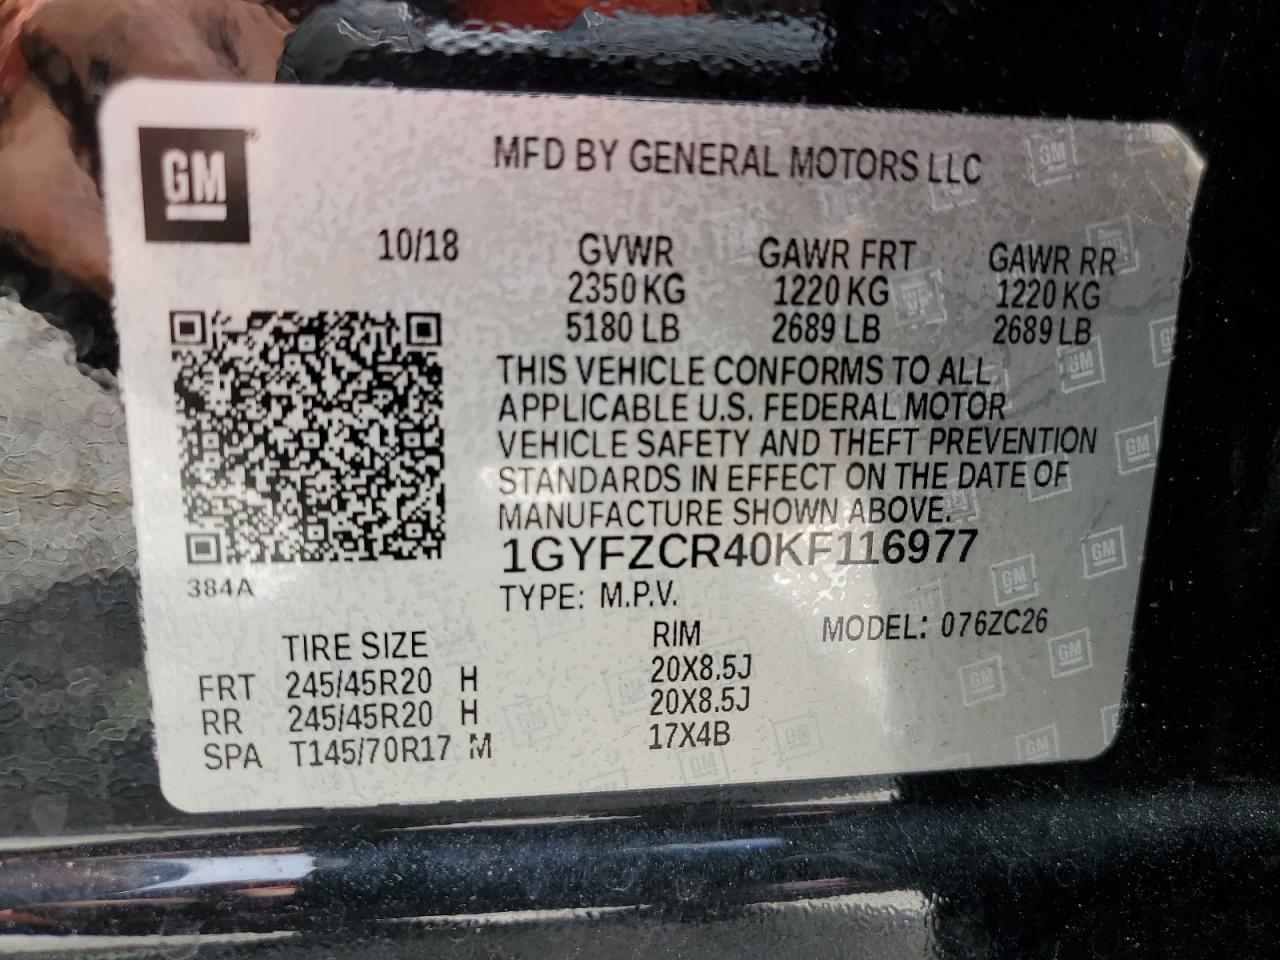 GM
MFD BY GENERAL MOTORS LLC
10/18 GVWR GAWR FRT GAWR RR
2350 KG 1220 KG 1220 KG
5180 LB 2689 LB 2689 LB
THIS VEHICLE CONFORMS TO ALL
APPLICABLE U.S. FEDERAL MOTOR
VEHICLE SAFETY AND THEFT PREVENTION
STANDARDS IN EFFECT ON THE DATE OF
MANUFACTURE SHOWN ABOVE.
1GYFZCR40KF116977
384A
TYPE: M.P.V.
MODEL: 076ZC26
TIRE SIZE RIM
FRT 245/45R20 H 20X8.5J
RR 245/45R20 H 20X8.5J
SPA T145/70R17 M 17X4B